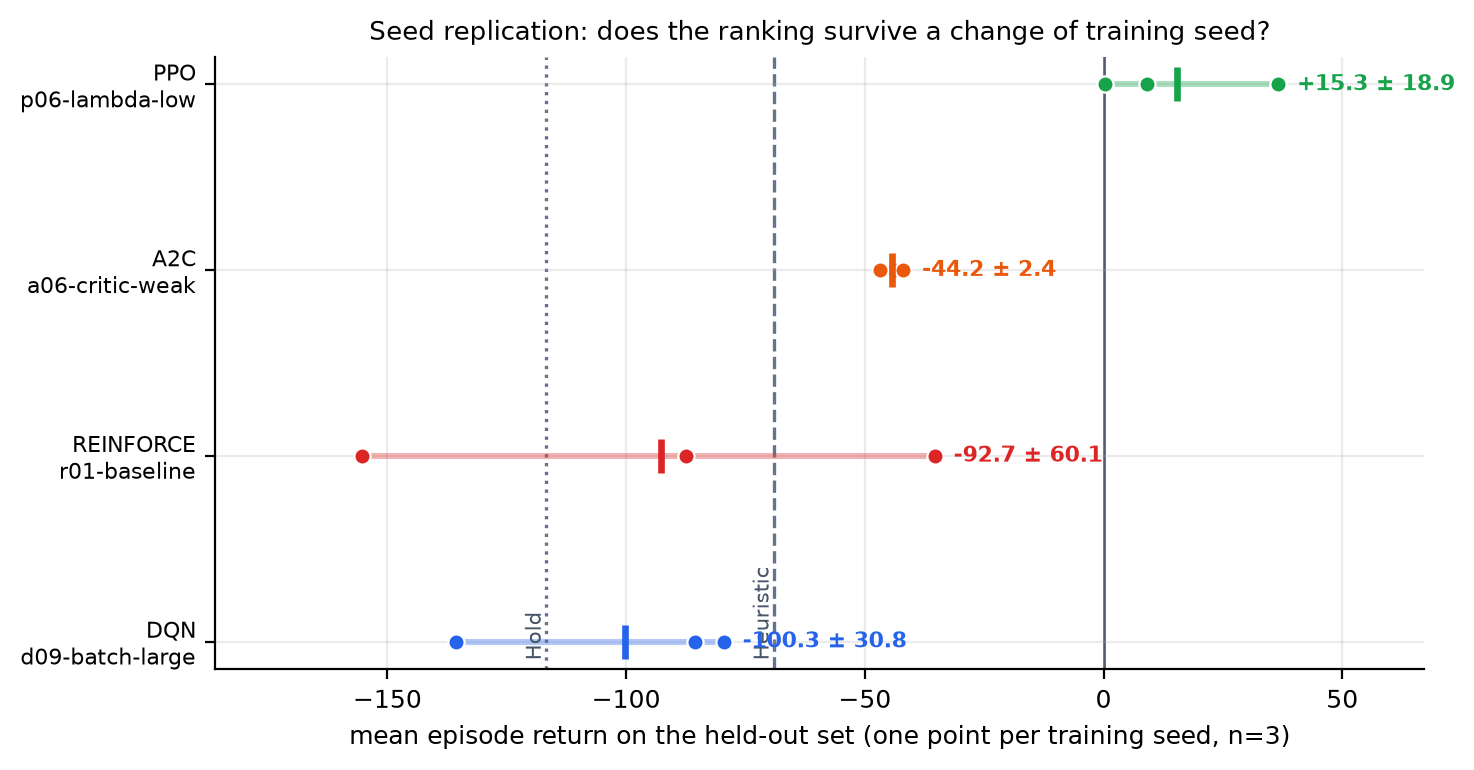 Seed replication: does the ranking survive a change of training seed?
PPO
p06-lambda-low
+15.3 ± 18.9
A2C
a06-critic-weak
-44.2 ± 2.4
REINFORCE
r01-baseline
-92.7 ± 60.1
DQN
d09-batch-large
-100.3 ± 30.8
Hold
Heuristic
−150
−100
−50
0
50
mean episode return on the held-out set (one point per training seed, n=3)